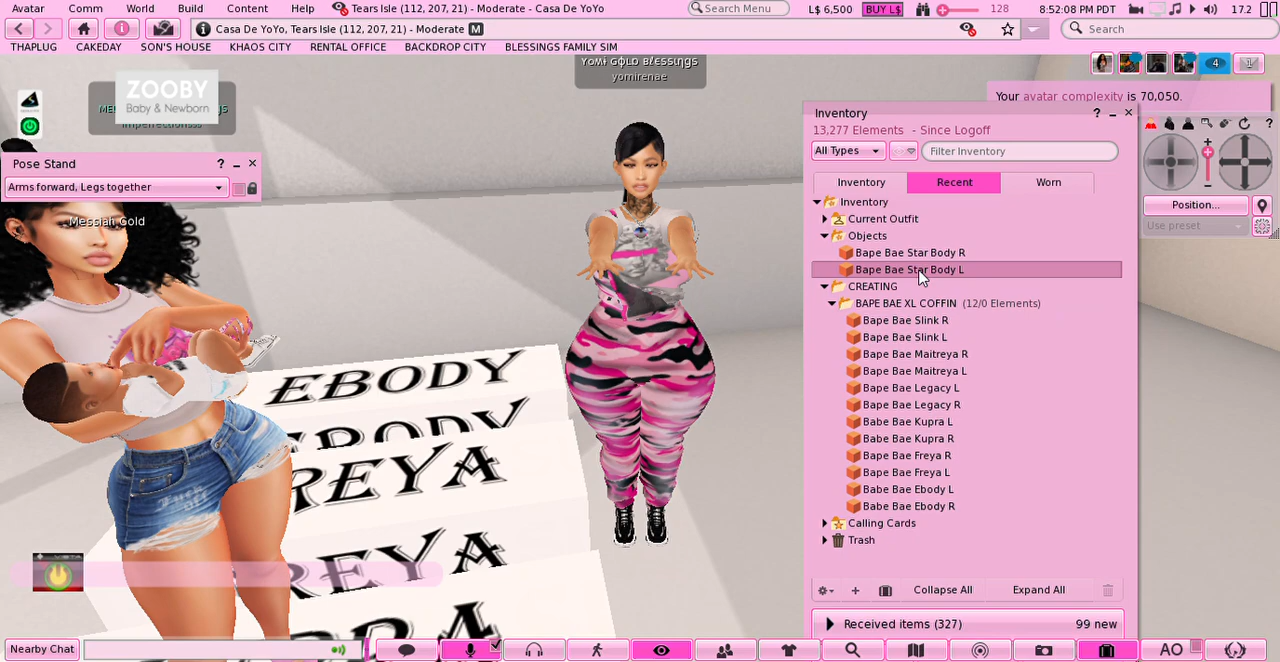 Avatar Comm World Build Content Help Tears Isle (112, 207, 21) - Moderate - Casa De YoYo Search Menu L$ 6,500 BUY L$ 128 8:52:08 PM PDT 17.2
Casa De YoYo, Tears Isle (112, 207, 21) - Moderate M Search
THAPLUG CAKEDAY SON'S HOUSE KHAOS CITY RENTAL OFFICE BACKDROP CITY BLESSINGS FAMILY SIM
4 1
yomirenae
ZOOBY
Baby & Newborn
Your avatar complexity is 70,050.
Pose Stand ? _ ×
Arms forward, Legs together
Messiah Gold
EBODY
EBODY
REYA
REYA
Inventory ? _ ×
13,277 Elements - Since Logoff
All Types Filter Inventory
Inventory Recent Worn
Inventory
Current Outfit
Objects
Bape Bae Star Body R
Bape Bae Star Body L
CREATING
BAPE BAE XL COFFIN (12/0 Elements)
Bape Bae Slink R
Bape Bae Slink L
Bape Bae Maitreya R
Bape Bae Maitreya L
Bape Bae Legacy L
Bape Bae Legacy R
Babe Bae Kupra L
Babe Bae Kupra R
Babe Bae Freya R
Bape Bae Freya L
Babe Bae Ebody L
Babe Bae Ebody R
Calling Cards
Trash
Collapse All Expand All
Received items (327) 99 new
?
Position...
Use preset
Nearby Chat AO